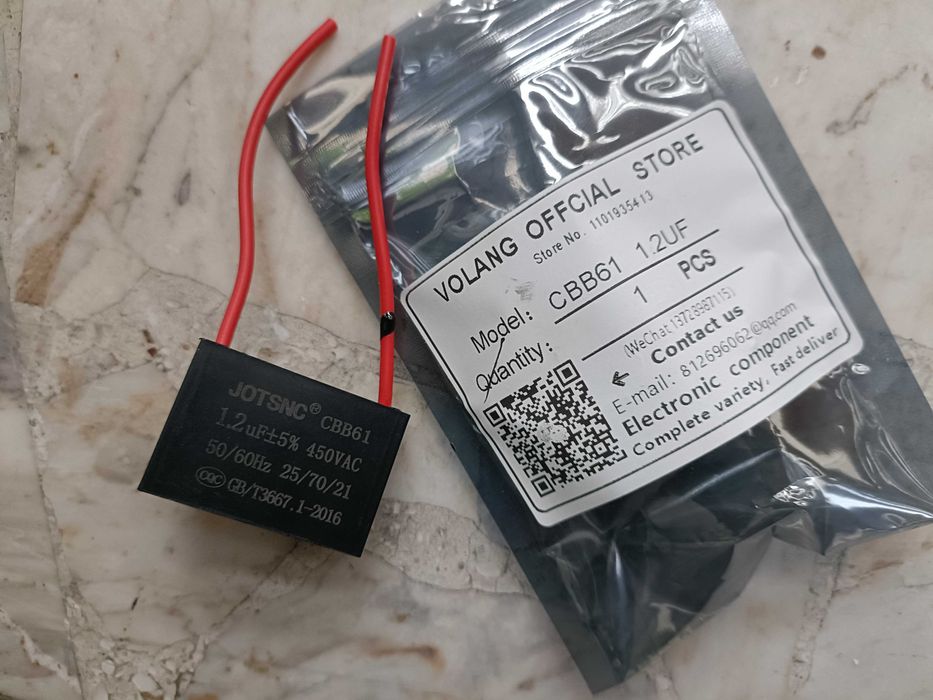 JOTSNC® CBB61
1.2uF±5% 450VAC
50/60Hz 25/70/21
CQC GB/T3667.1-2016
VOLANG OFFCIAL STORE
Store No. 1101935413
Model: CBB61 1.2UF
Quantity: 1 PCS
(WeChat 13728987115)
Contact us
E-mail: 812696062@qq.com
Electronic component
Complete variety, Fast deliver